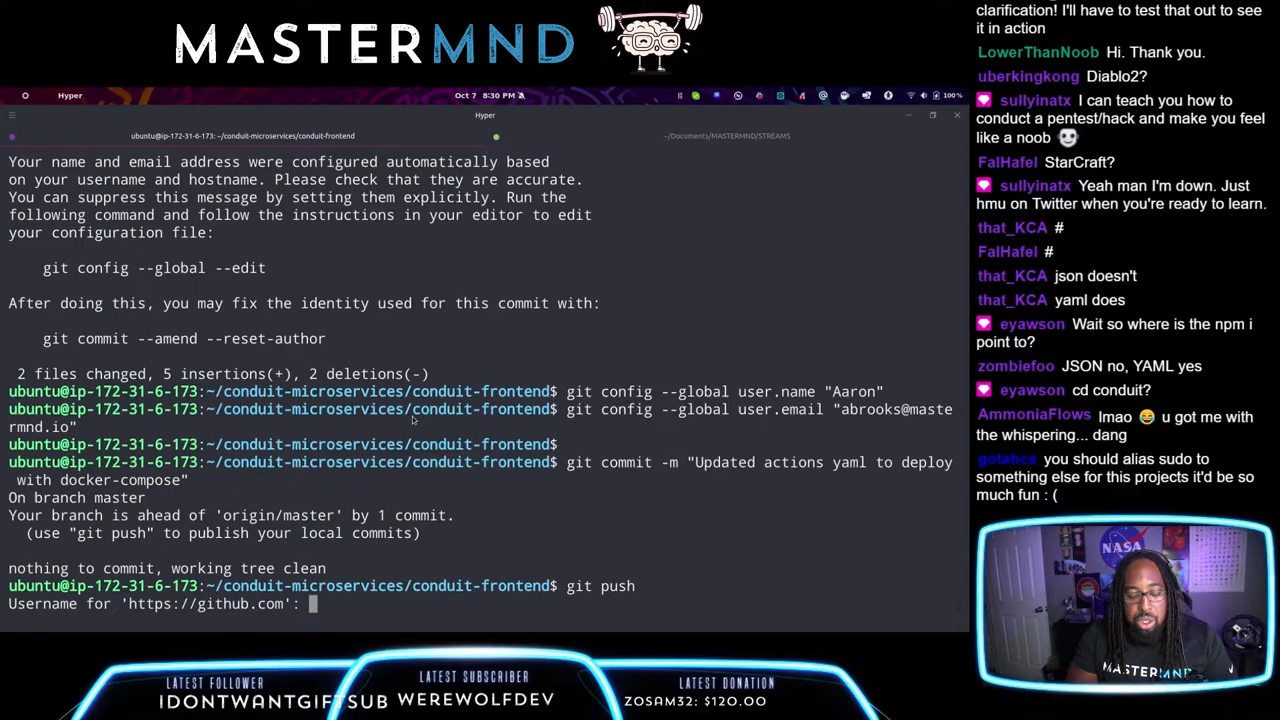 MASTERMND
Hyper
Oct 7 8:30 PM
100%
Hyper
ubuntu@ip-172-31-6-173: ~/conduit-microservices/conduit-frontend
~/Documents/MASTERMND/STREAMS
Your name and email address were configured automatically based
on your username and hostname. Please check that they are accurate.
You can suppress this message by setting them explicitly. Run the
following command and follow the instructions in your editor to edit
your configuration file:
git config --global --edit
After doing this, you may fix the identity used for this commit with:
git commit --amend --reset-author
2 files changed, 5 insertions(+), 2 deletions(-)
ubuntu@ip-172-31-6-173:~/conduit-microservices/conduit-frontend$ git config --global user.name "Aaron"
ubuntu@ip-172-31-6-173:~/conduit-microservices/conduit-frontend$ git config --global user.email "abrooks@maste
rmnd.io"
ubuntu@ip-172-31-6-173:~/conduit-microservices/conduit-frontend$
ubuntu@ip-172-31-6-173:~/conduit-microservices/conduit-frontend$ git commit -m "Updated actions yaml to deploy
with docker-compose"
On branch master
Your branch is ahead of 'origin/master' by 1 commit.
(use "git push" to publish your local commits)
nothing to commit, working tree clean
ubuntu@ip-172-31-6-173:~/conduit-microservices/conduit-frontend$ git push
Username for 'https://github.com':
clarification! I'll have to test that out to see
it in action
LowerThanNoob Hi. Thank you.
uberkingkong Diablo2?
sullyinatx I can teach you how to
conduct a pentest/hack and make you feel
like a noob
FalHafel StarCraft?
sullyinatx Yeah man I'm down. Just
hmu on Twitter when you're ready to learn.
that_KCA #
FalHafel #
that_KCA json doesn't
that_KCA yaml does
eyawson Wait so where is the npm i
point to?
zombiefoo JSON no, YAML yes
eyawson cd conduit?
AmmoniaFlows lmao 😂 u got me with
the whispering... dang
gotahcs you should alias sudo to
something else for this projects it'd be so
much fun : (
NASA
MASTERMND
LATEST FOLLOWER
IDONTWANTGIFTSUB
LATEST SUBSCRIBER
WEREWOLFDEV
LATEST DONATION
ZOSAM32: $120.00